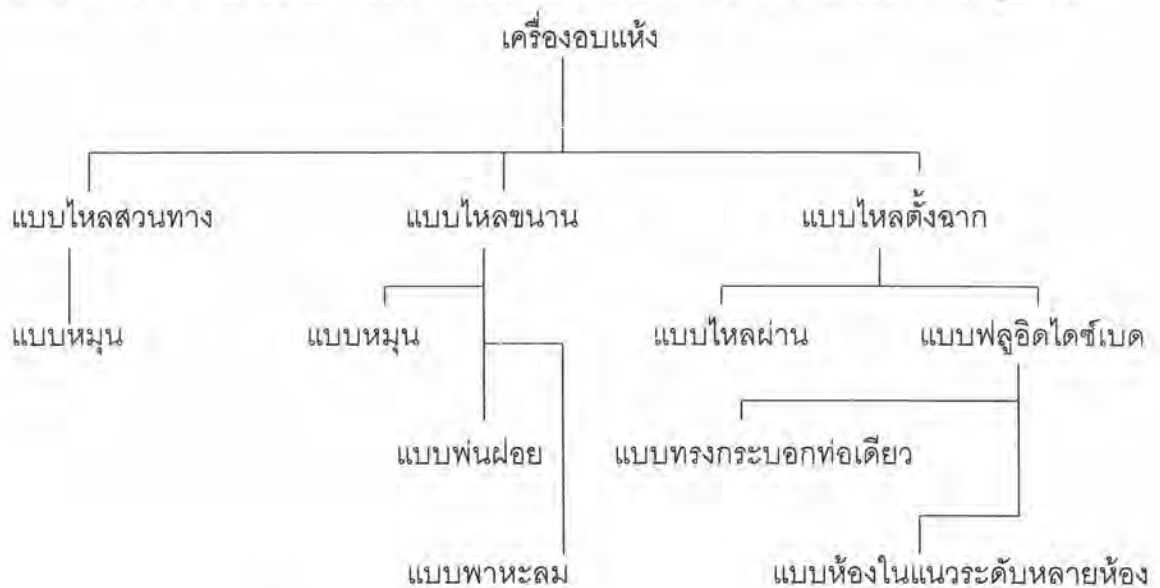 เครื่องอบแห้ง
แบบไหลส่วนทาง แบบไหลขนาน แบบไหลตั้งฉาก
แบบหมุน แบบหมุน แบบไหลผ่าน แบบฟลูอิดไดซ์เบด
แบบพ่นฝอย แบบทรงกระบอกท่อเดียว
แบบพาหะลม แบบห้องในแนวระดับหลายห้อง